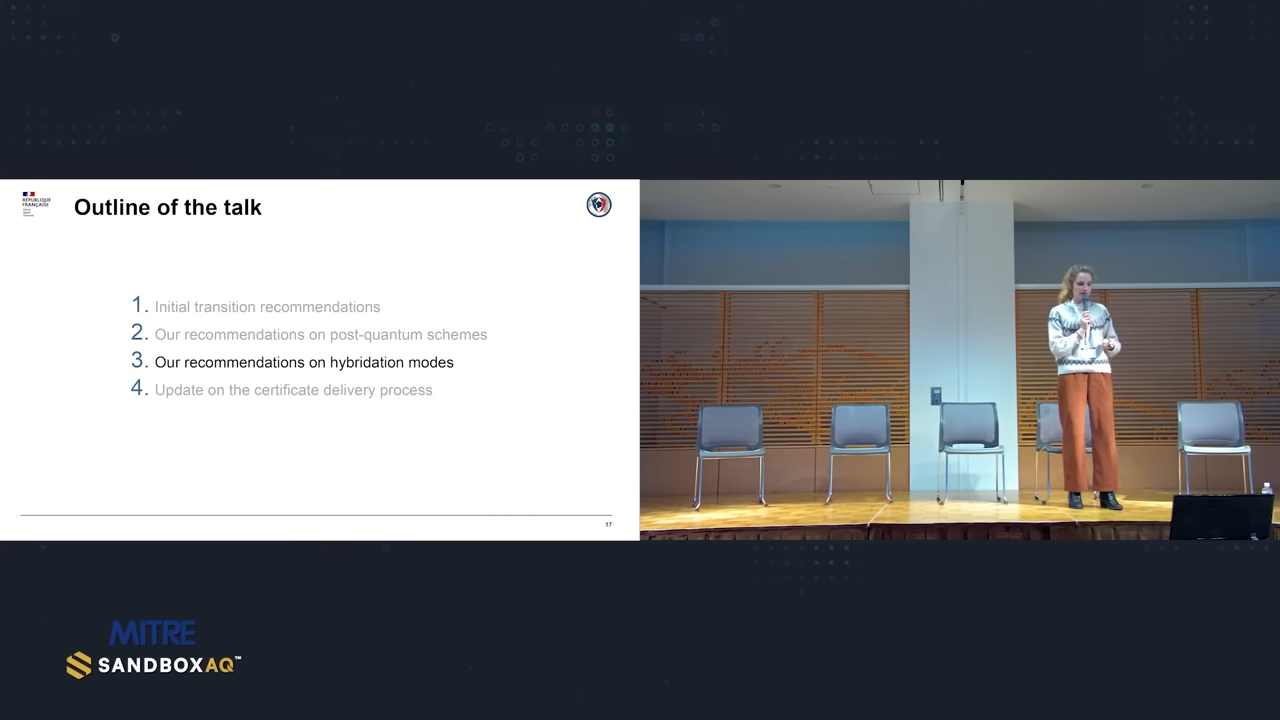 RÉPUBLIQUE
FRANÇAISE
Outline of the talk
1. Initial transition recommendations
2. Our recommendations on post-quantum schemes
3. Our recommendations on hybridation modes
4. Update on the certificate delivery process
17
MITRE
SANDBOXAQ™